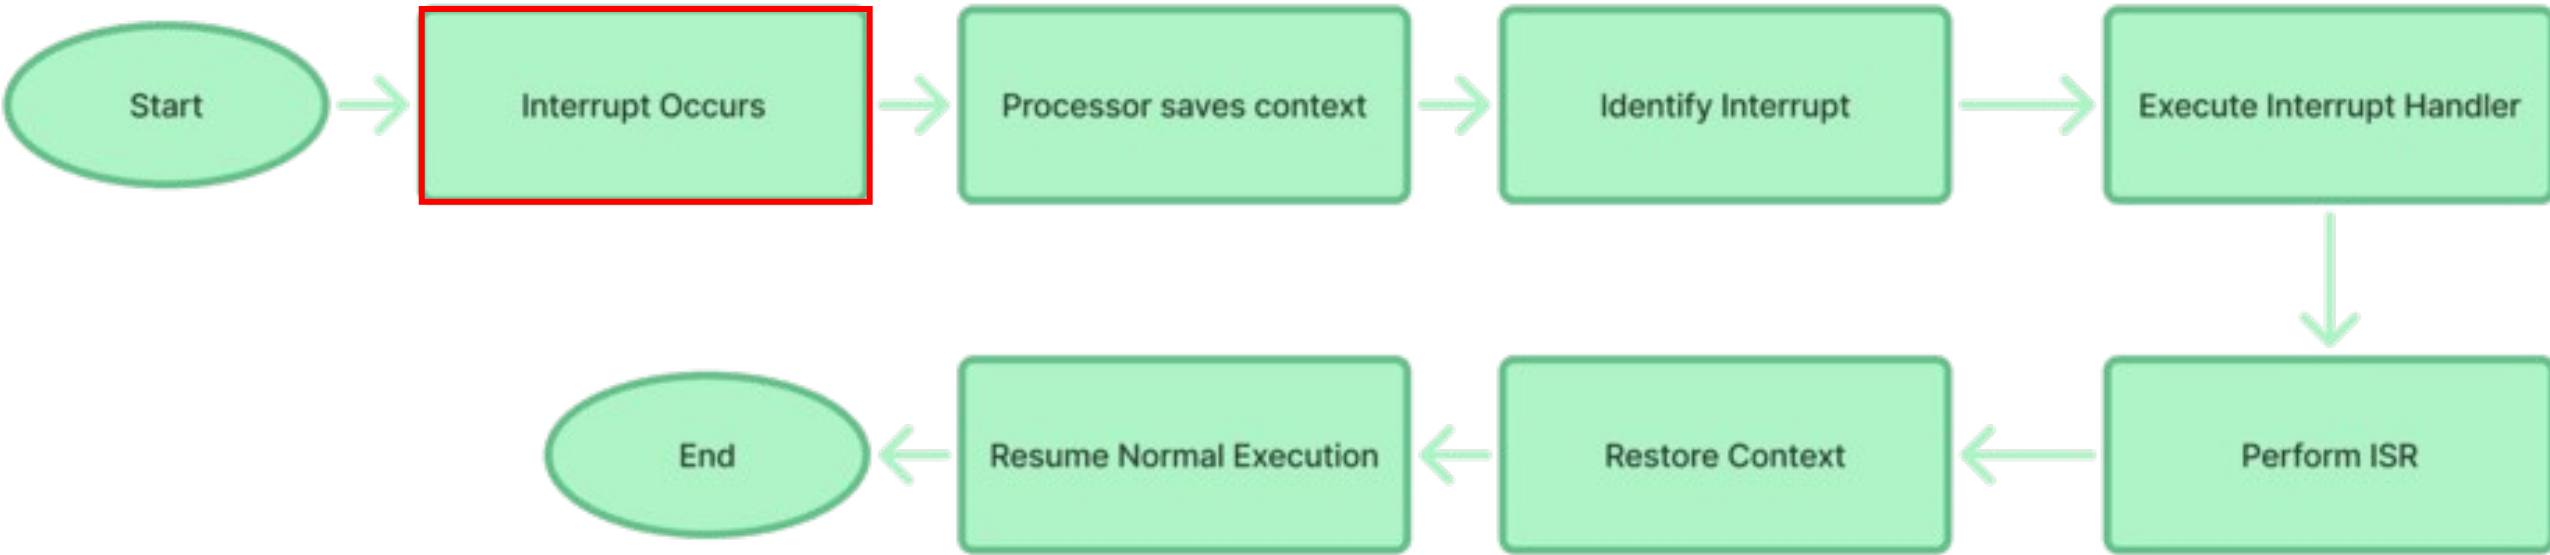 Start
Interrupt Occurs
Processor saves context
Identify Interrupt
Execute Interrupt Handler
Perform ISR
Restore Context
Resume Normal Execution
End